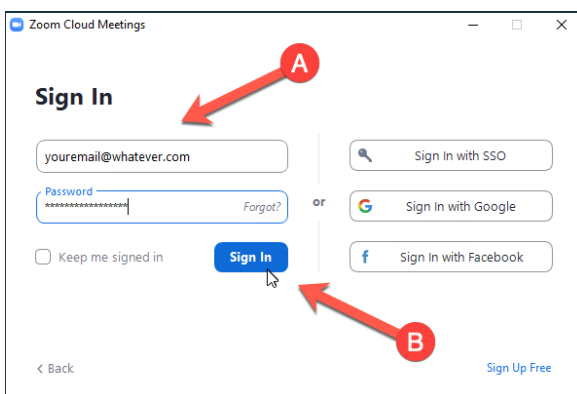 Zoom Cloud Meetings
A
Sign In
youremail@whatever.com
Password
*****************
Forgot?
Keep me signed in
Sign In
or
Sign In with SSO
G Sign In with Google
f Sign In with Facebook
B
< Back
Sign Up Free